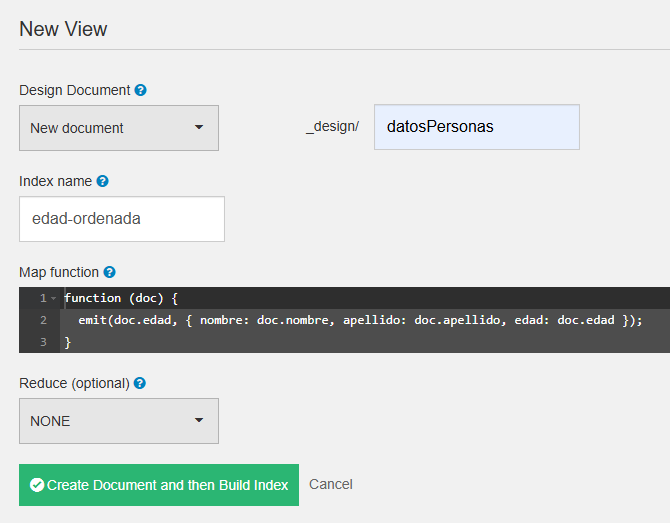 New View
Design Document ?
New document
_design/
datosPersonas
Index name ?
edad-ordenada
Map function ?
1 function (doc) {
2 emit(doc.edad, { nombre: doc.nombre, apellido: doc.apellido, edad: doc.edad });
3 }
Reduce (optional) ?
NONE
Create Document and then Build Index Cancel